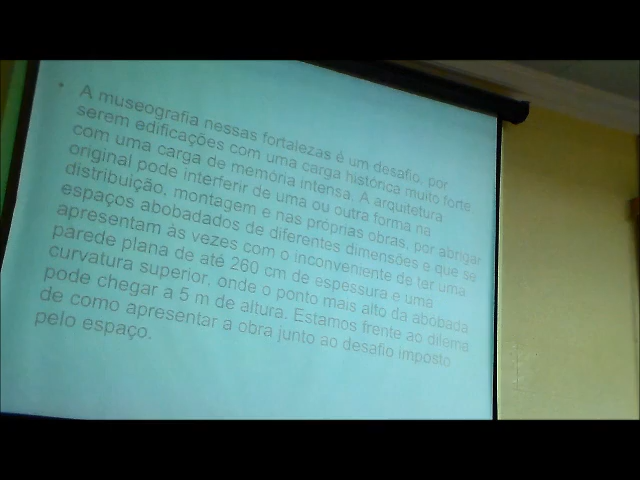 • A museografia nessas fortalezas é um desafio, por
serem edificações com uma carga histórica muito forte,
com uma carga de memória intensa. A arquitetura
original pode interferir de uma ou outra forma na
distribuição, montagem e nas próprias obras, por abrigar
espaços abobadados de diferentes dimensões e que se
apresentam às vezes com o inconveniente de ter uma
parede plana de até 260 cm de espessura e uma
curvatura superior, onde o ponto mais alto da abobada
pode chegar a 5 m de altura. Estamos frente ao dilema
de como apresentar a obra junto ao desafio imposto
pelo espaço.